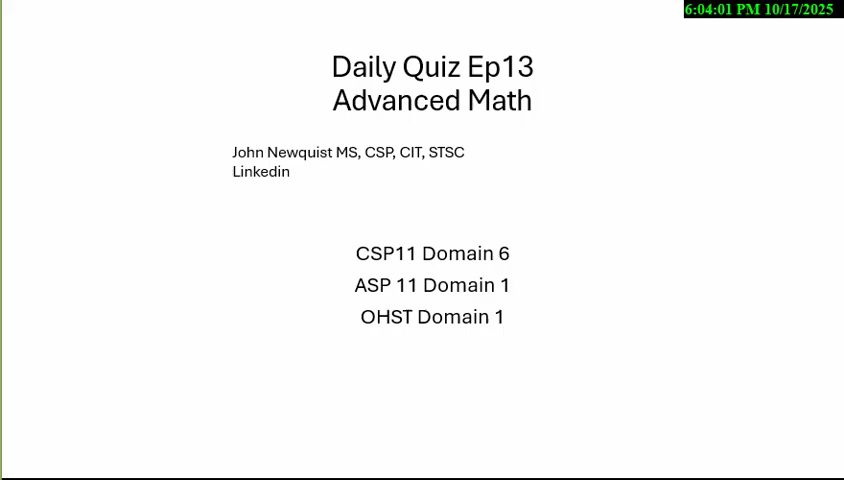 6:04:01 PM 10/17/2025
Daily Quiz Ep13
Advanced Math
John Newquist MS, CSP, CIT, STSC
Linkedin
CSP11 Domain 6
ASP 11 Domain 1
OHST Domain 1